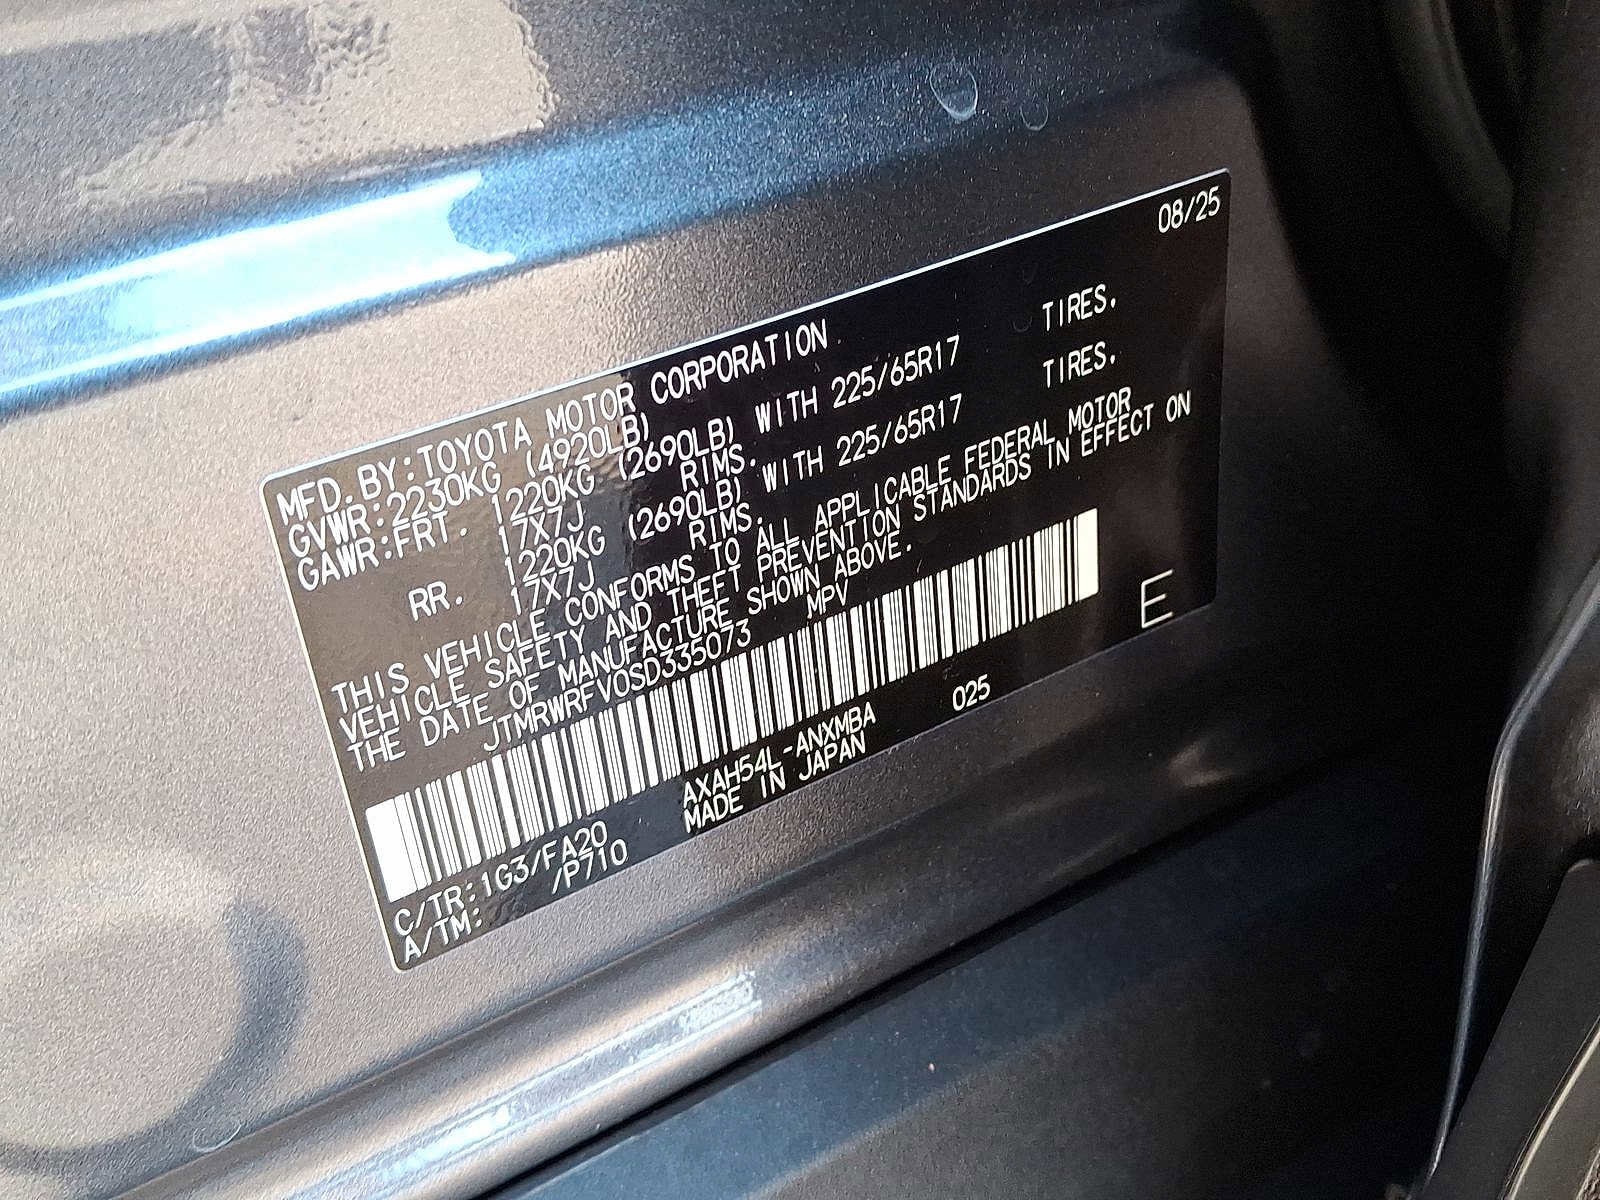 08/25
MFD. BY: TOYOTA MOTOR CORPORATION
GVWR: 2230KG (4920LB)
GAWR: FRT. 1220KG (2690LB) WITH 225/65R17 TIRES.
17X7J RIMS.
RR. 1220KG (2690LB) WITH 225/65R17 TIRES.
17X7J RIMS.
THIS VEHICLE CONFORMS TO ALL APPLICABLE FEDERAL MOTOR
VEHICLE SAFETY AND THEFT PREVENTION STANDARDS IN EFFECT ON
THE DATE OF MANUFACTURE SHOWN ABOVE.
JTMRWRFV0SD335073 MPV
E
AXAH54L-ANXMBA 025
MADE IN JAPAN
C/TR: 1G3/FA20
A/TM: /P710